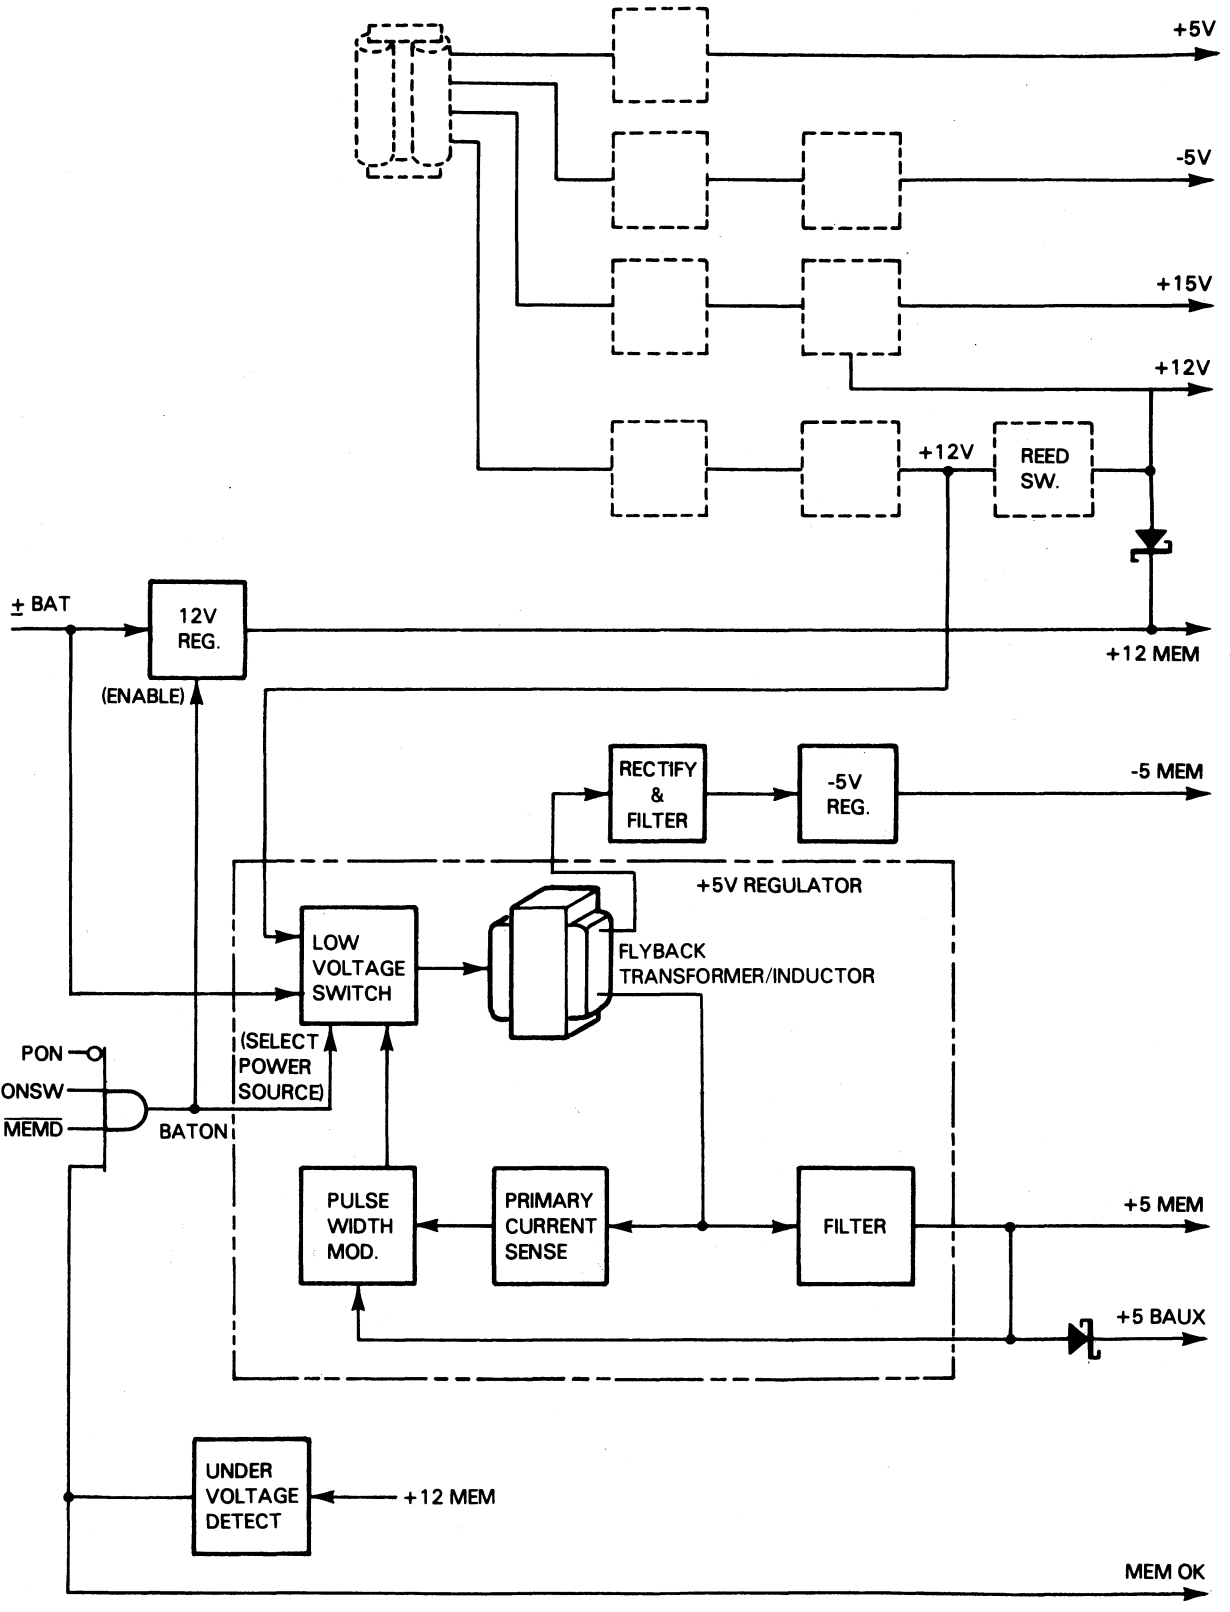 +5V
-5V
+15V
+12V
+12V
REED
SW.
± BAT
12V
REG.
+12 MEM
(ENABLE)
RECTIFY
&
FILTER
-5V
REG.
-5 MEM
+5V REGULATOR
LOW
VOLTAGE
SWITCH
FLYBACK
TRANSFORMER/INDUCTOR
(SELECT
POWER
SOURCE)
PON
ONSW
MEMD
BATON
PULSE
WIDTH
MOD.
PRIMARY
CURRENT
SENSE
FILTER
+5 MEM
+5 BAUX
UNDER
VOLTAGE
DETECT
+12 MEM
MEM OK